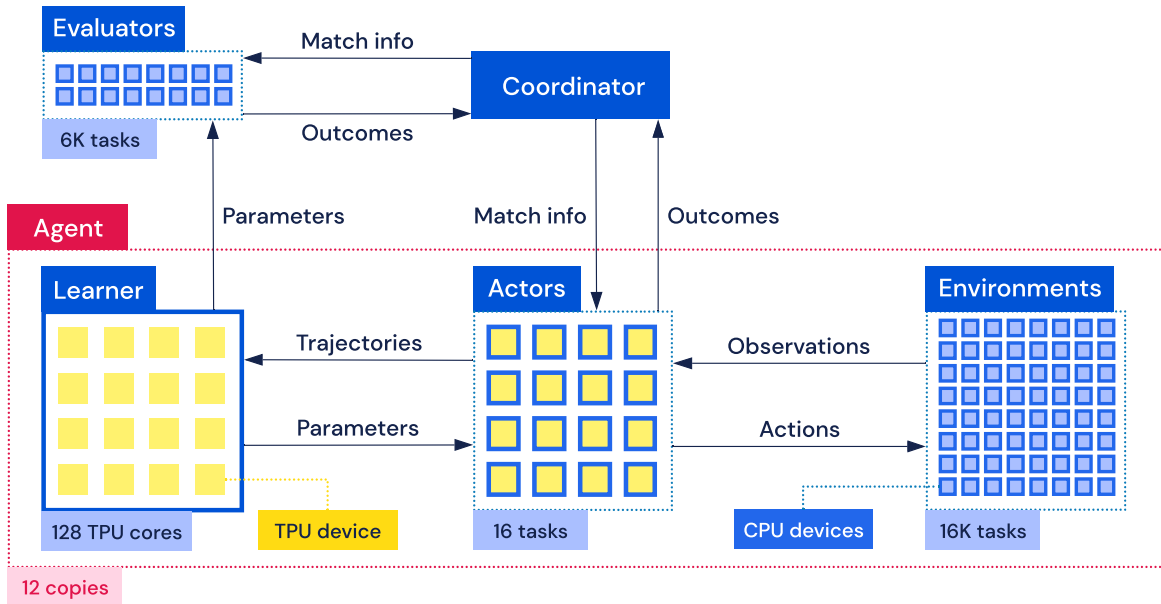 Evaluators
Match info
Coordinator
Outcomes
6K tasks
Parameters
Match info
Outcomes
Agent
Learner
Actors
Environments
Trajectories
Observations
Parameters
Actions
128 TPU cores
TPU device
16 tasks
CPU devices
16K tasks
12 copies